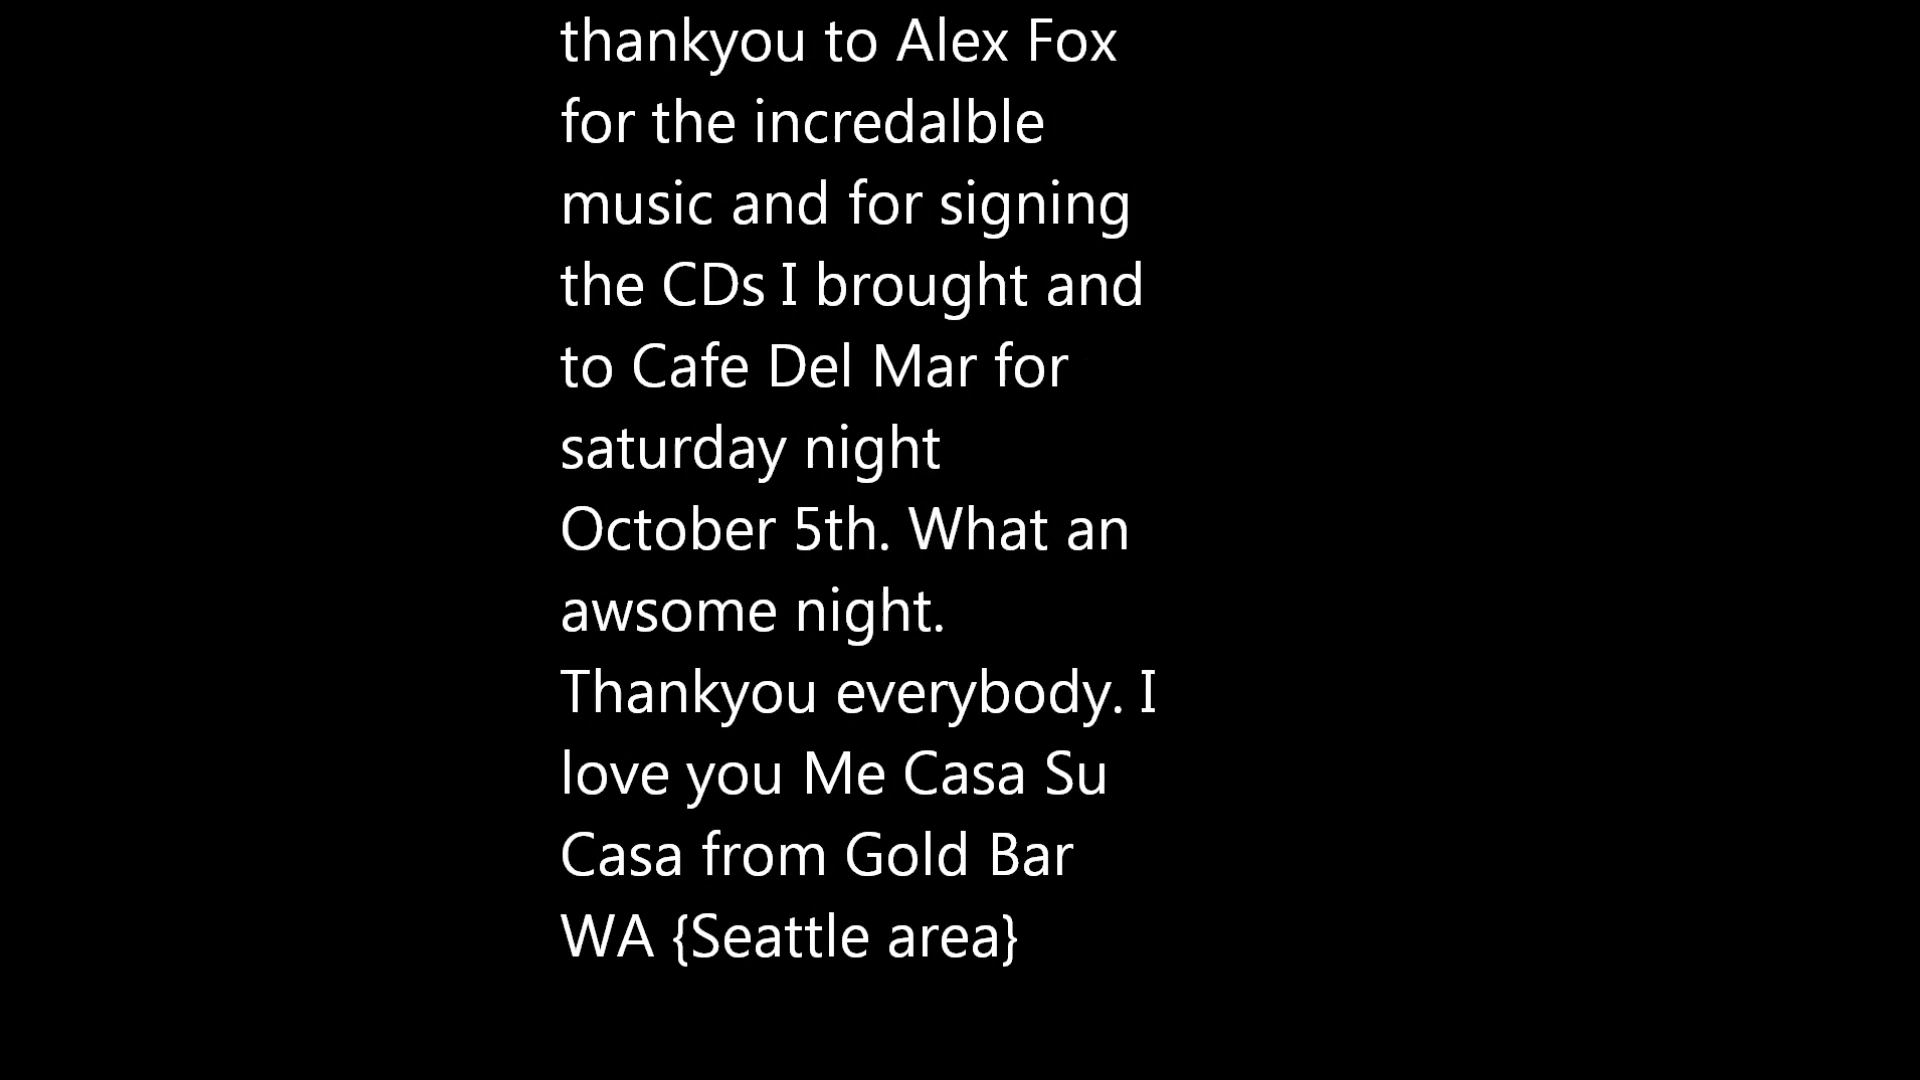 thankyou to Alex Fox
for the incredalble
music and for signing
the CDs I brought and
to Cafe Del Mar for
saturday night
October 5th. What an
awsome night.
Thankyou everybody. I
love you Me Casa Su
Casa from Gold Bar
WA {Seattle area}